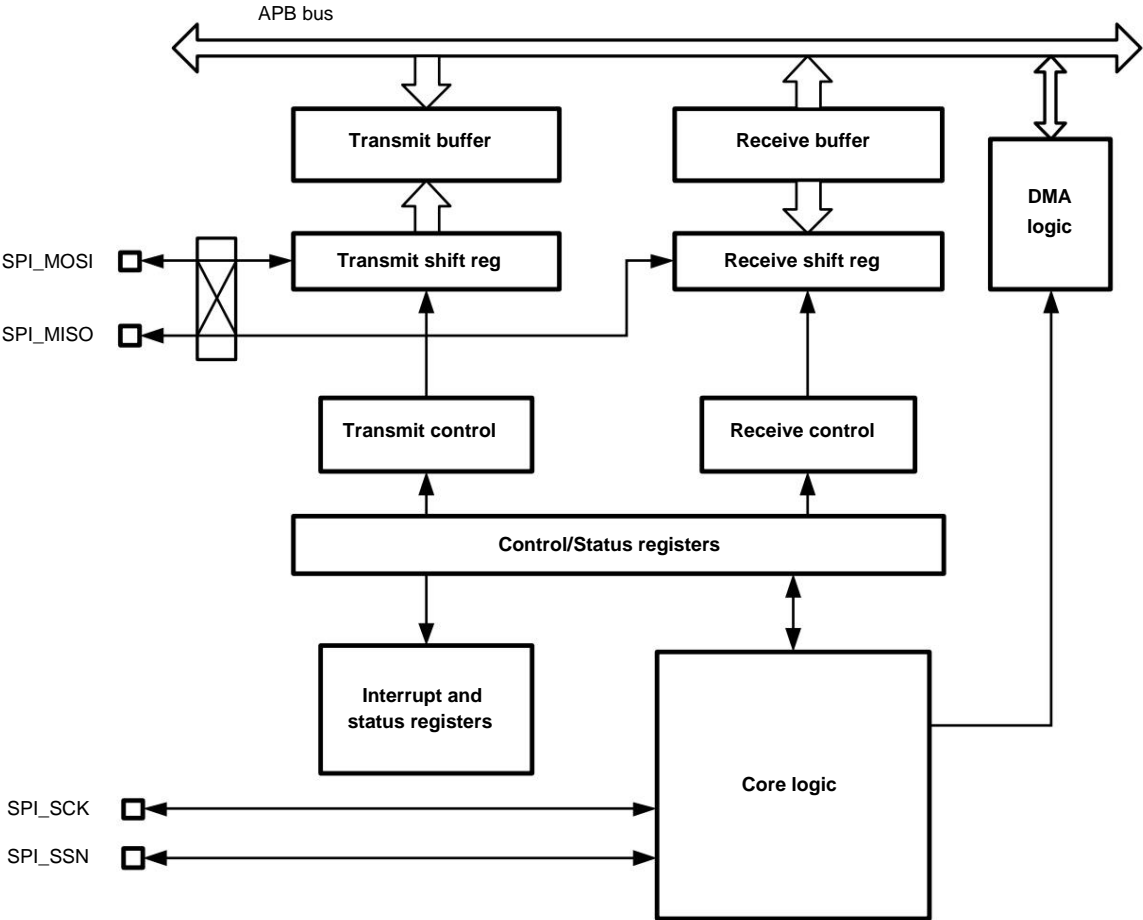 APB bus
Transmit buffer
Receive buffer
DMA
logic
SPI_MOSI
Transmit shift reg
Receive shift reg
SPI_MISO
Transmit control
Receive control
Control/Status registers
Interrupt and
status registers
Core logic
SPI_SCK
SPI_SSN